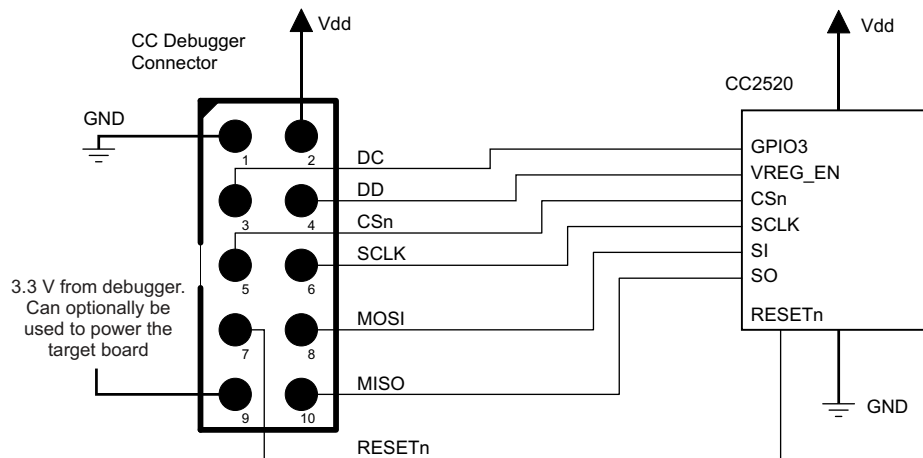 Vdd
Vdd
CC Debugger
Connector
CC2520
GND
1
2
DC
GPIO3
DD
VREG_EN
3
4
CSn
CSn
SCLK
SCLK
SI
3.3 V from debugger.
Can optionally be
used to power the
target board
5
6
SO
MOSI
RESETn
7
8
MISO
GND
9
10
RESETn